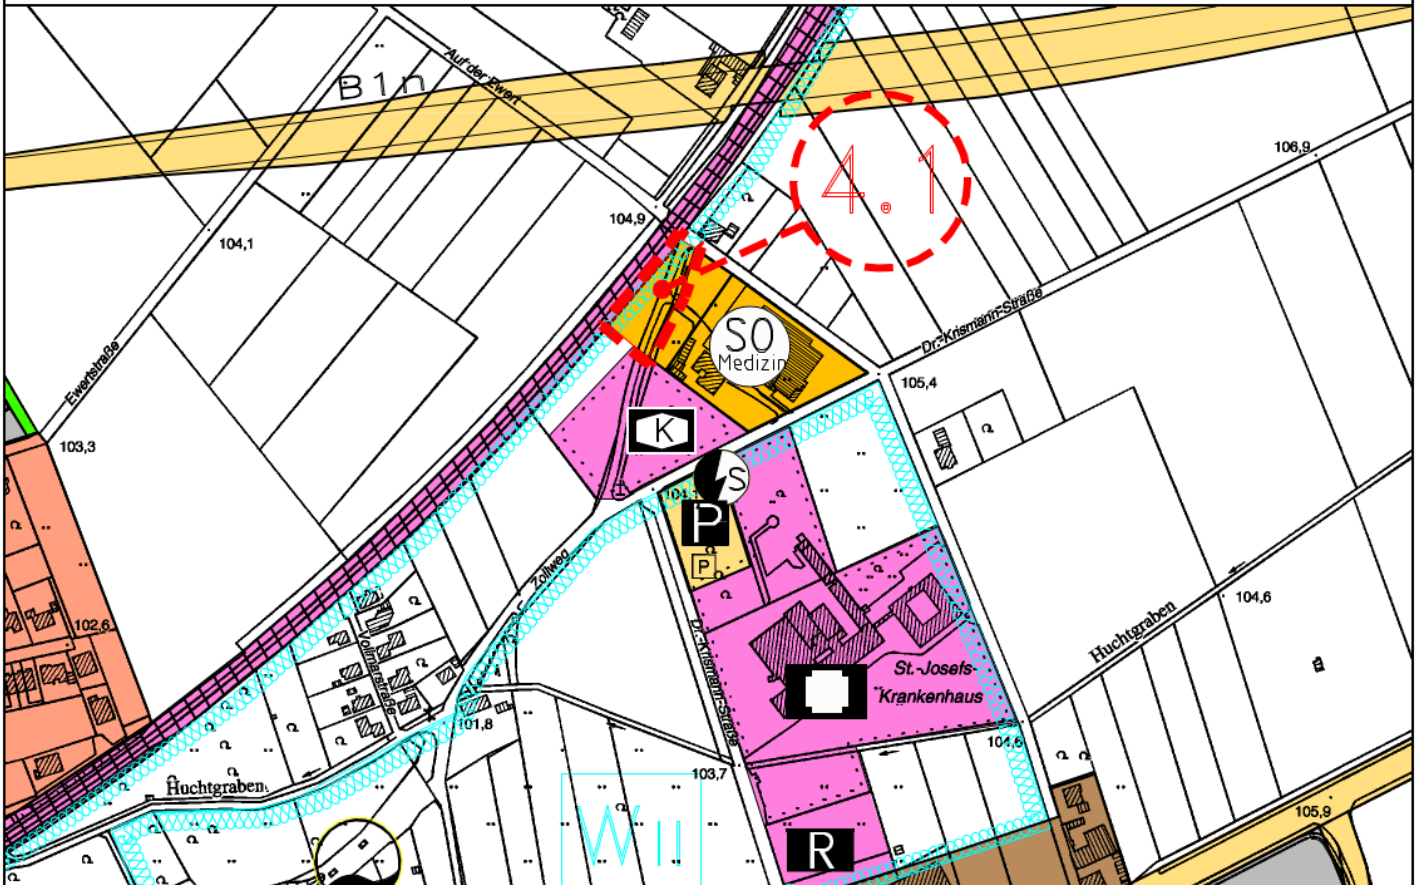 B1n
Auf der Ewert
4.1
106,9
104,9
104,1
Dr.-Krismann-Straße
SO
Medizin
Ewertstraße
105,4
K
103,3
S
P
Zollweg
P
104,6
102,6
Huchtgraben
Vollmarstraße
Dr.-Krismann-Straße
St.-Josefs-
Krankenhaus
101,8
104,6
103,7
Huchtgraben
105,9
W II
R